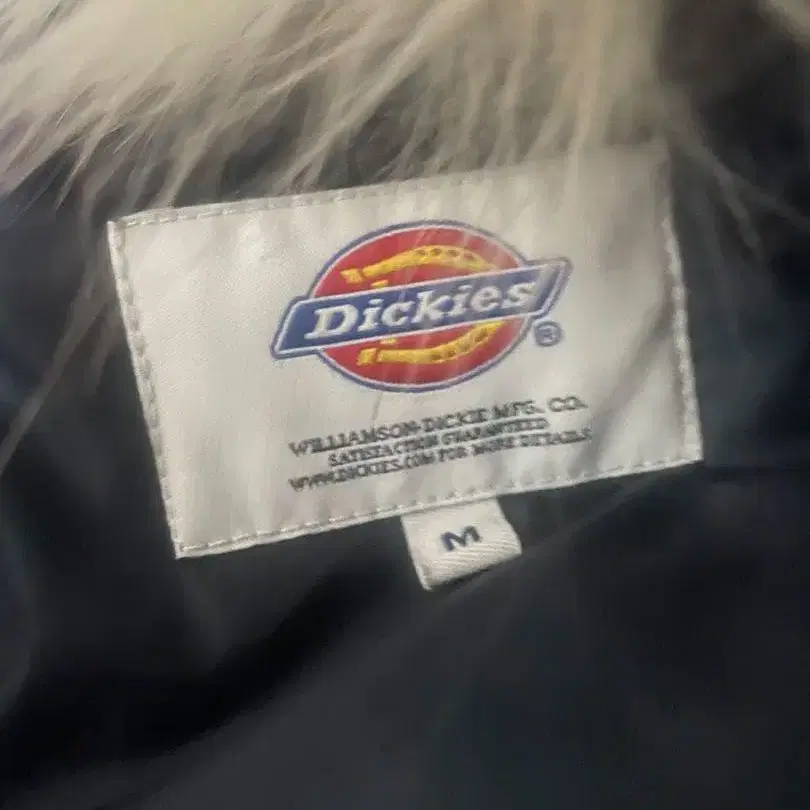 Dickies®
WILLIAMSON-DICKIE MFG. CO.
SATISFACTION GUARANTEED
WWW.DICKIES.COM FOR MORE DETAILS
M